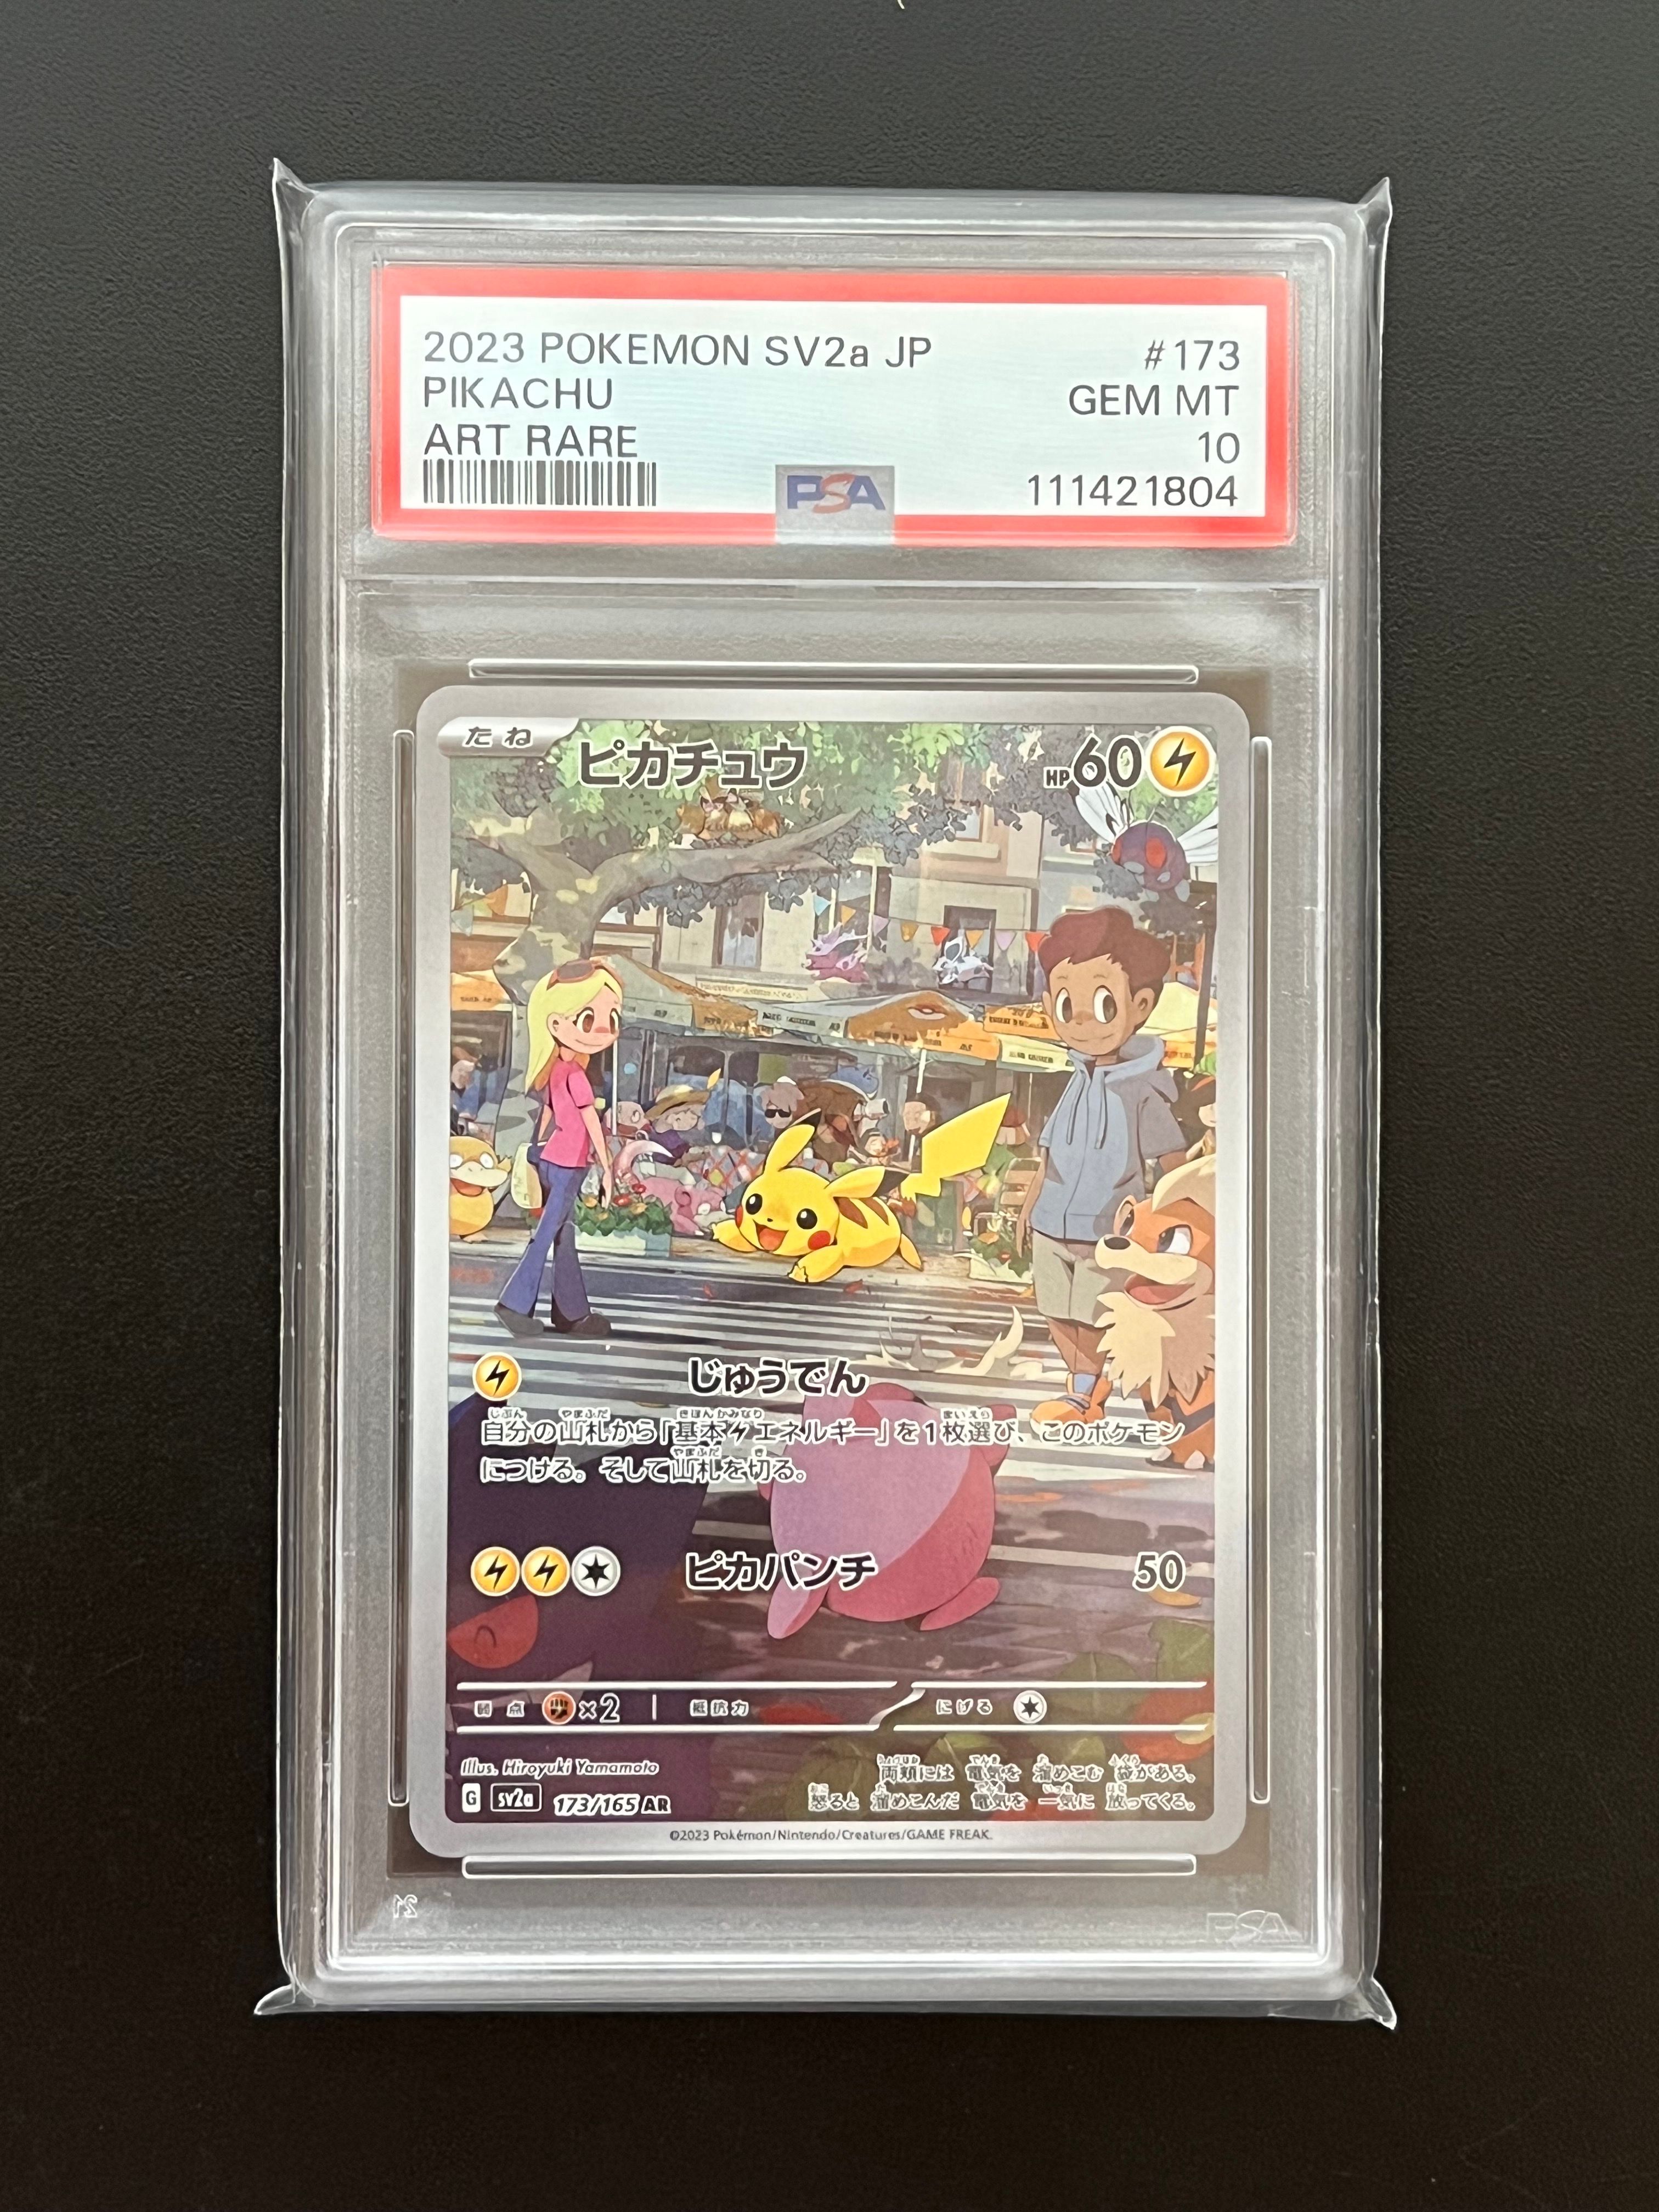 2023 POKEMON SV2a JP #173
PIKACHU GEM MT
ART RARE 10
PSA 111421804
たね ピカチュウ HP60
じゅうでん
自分の山札から「基本エネルギー」を1枚選び、このポケモン
につける。そして山札を切る。
ピカパンチ 50
弱点 ×2 抵抗力 にげる
Illus. Hiroyuki Yamamoto
両頬には 電気を 溜めこむ 袋がある。
怒ると 溜めこんだ 電気を 一気に 放ってくる。
G sv2a 173/165 AR
©2023 Pokémon/Nintendo/Creatures/GAME FREAK.
21
PSA